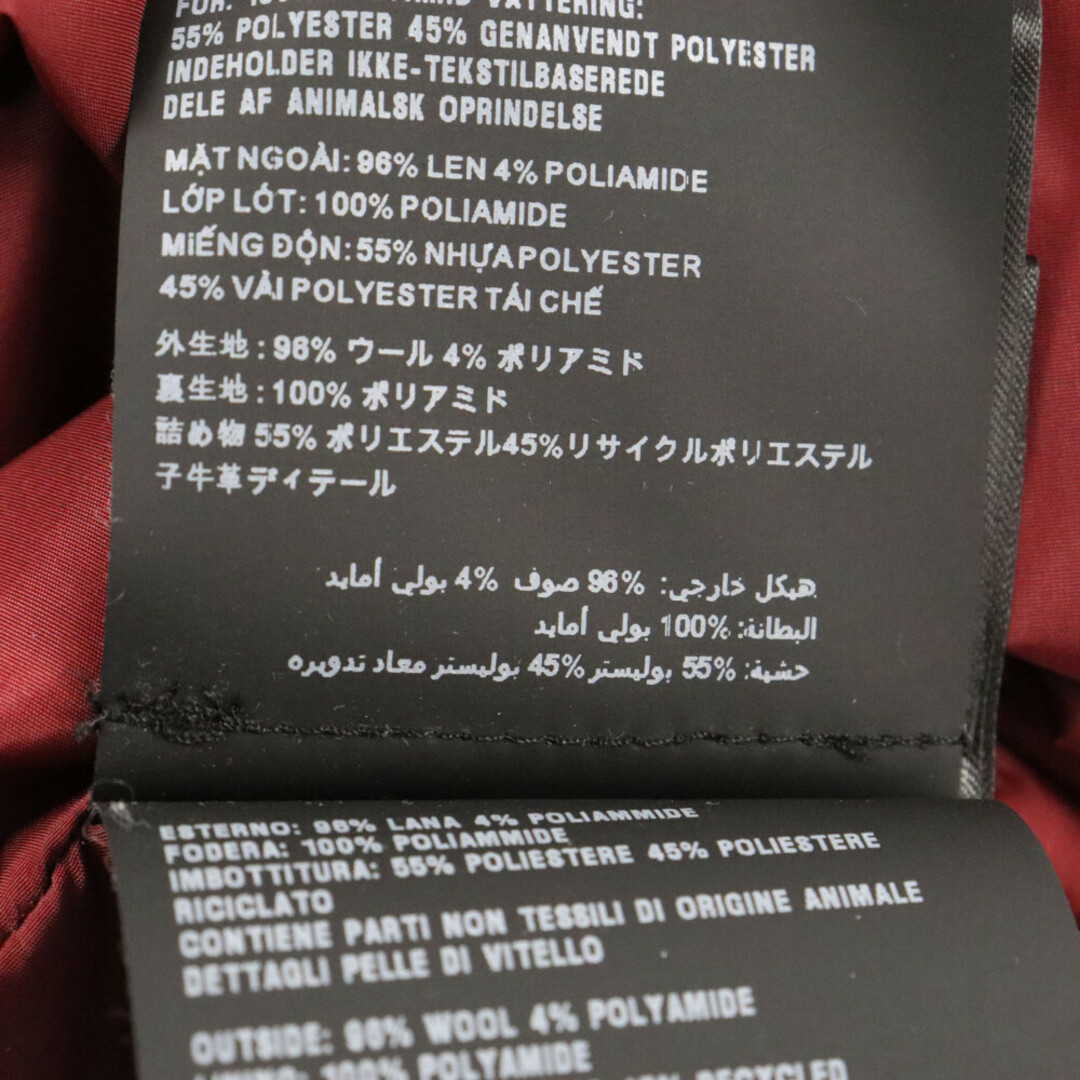 55% POLYESTER 45% GENANVENDT POLYESTER
INDEHOLDER IKKE-TEKSTILBASEREDE
DELE AF ANIMALSK OPRINDELSE
MẶT NGOÀI: 96% LEN 4% POLIAMIDE
LỚP LÓT: 100% POLIAMIDE
MIẾNG ĐỘN: 55% NHỰA POLYESTER
45% VẢI POLYESTER TÁI CHẾ
外生地: 96% ウール 4% ポリアミド
裏生地: 100% ポリアミド
詰め物 55% ポリエステル45%リサイクルポリエステル
子牛革ディテール
هيكل خارجي: 96% صوف 4% بولي أمايد
البطانة: 100% بولي أمايد
حشية: 55% بوليستر 45% بوليستر معاد تدويره
ESTERNO: 96% LANA 4% POLIAMMIDE
FODERA: 100% POLIAMMIDE
IMBOTTITURA: 55% POLIESTERE 45% POLIESTERE
RICICLATO
CONTIENE PARTI NON TESSILI DI ORIGINE ANIMALE
DETTAGLI PELLE DI VITELLO
OUTSIDE: 96% WOOL 4% POLYAMIDE
LINING: 100% POLYAMIDE
RECYCLED